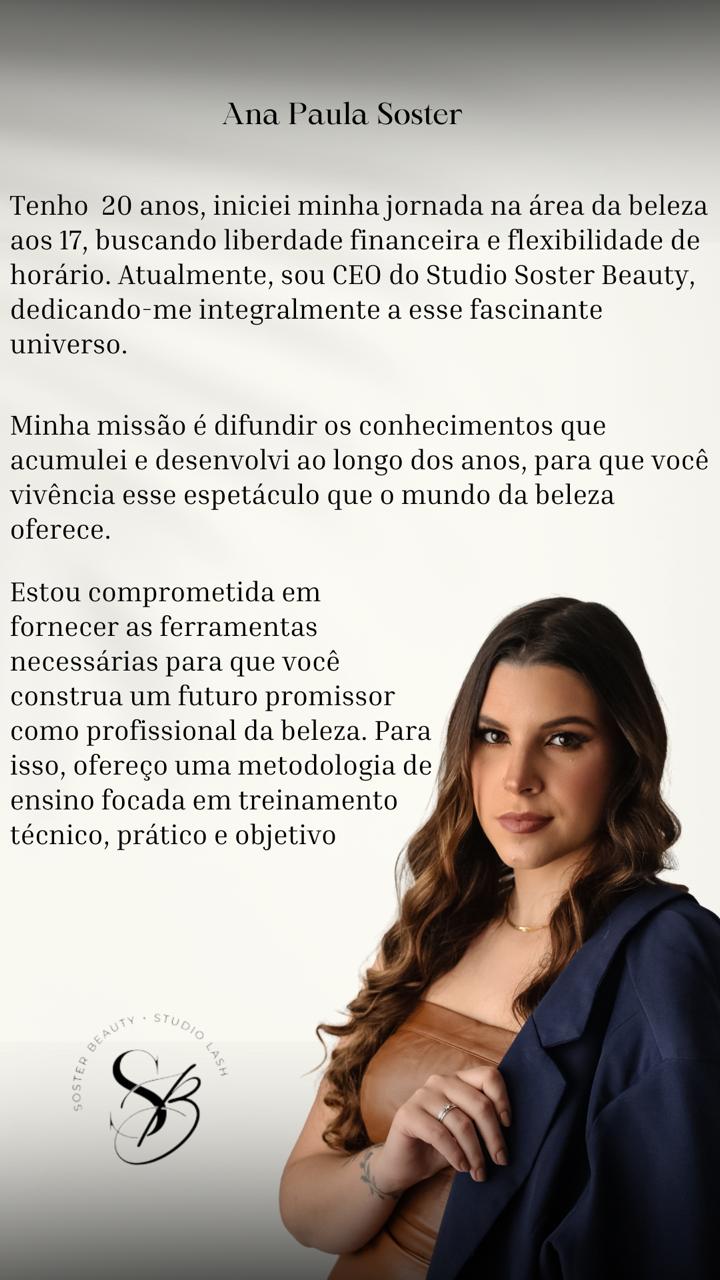 Ana Paula Soster
Tenho  20 anos, iniciei minha jornada na área da beleza
aos 17, buscando liberdade financeira e flexibilidade de
horário. Atualmente, sou CEO do Studio Soster Beauty,
dedicando-me integralmente a esse fascinante
universo.
Minha missão é difundir os conhecimentos que
acumulei e desenvolvi ao longo dos anos, para que você
vivência esse espetáculo que o mundo da beleza
oferece.
Estou comprometida em
fornecer as ferramentas
necessárias para que você
construa um futuro promissor
como profissional da beleza. Para
isso, ofereço uma metodologia de
ensino focada em treinamento
técnico, prático e objetivo
SOSTER BEAUTY • STUDIO LASH
SB